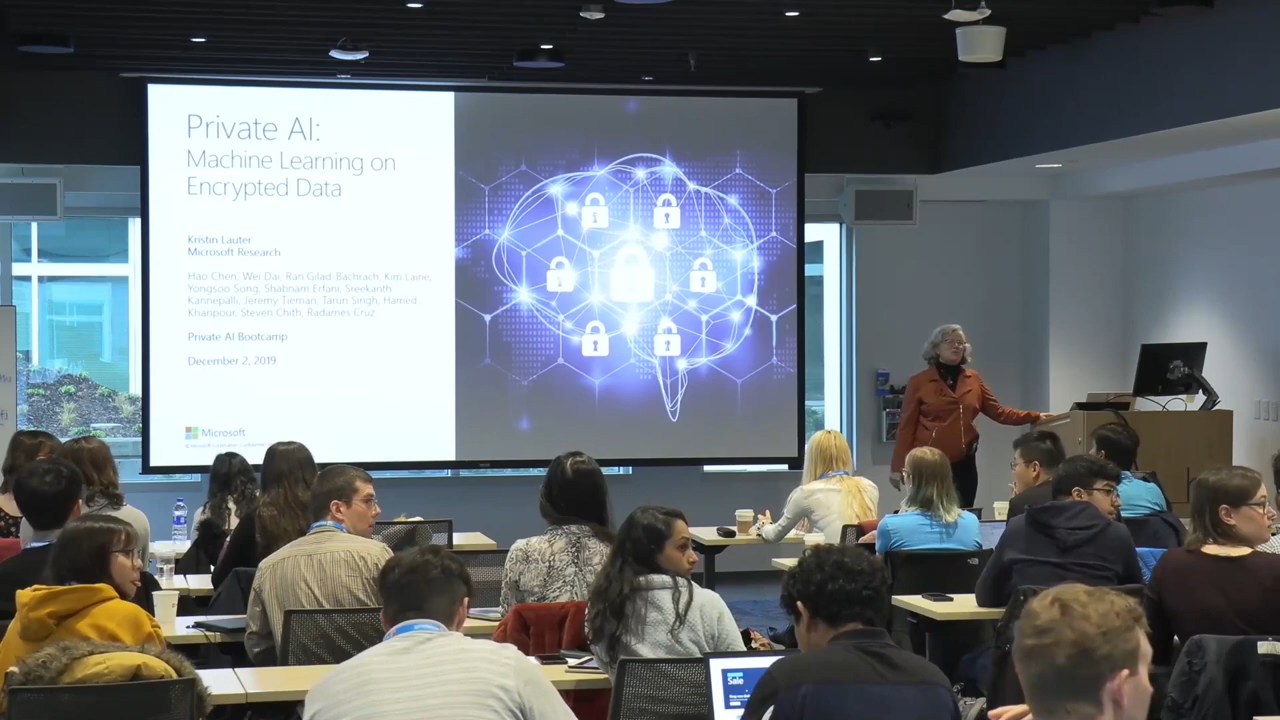 Private AI:
Machine Learning on
Encrypted Data
Kristin Lauter
Microsoft Research
Hao Chen, Wei Dai, Ran Gilad Bachrach, Kim Laine,
Yongsoo Song, Shabnam Erfani, Sreekanth
Kannepalli, Jeremy Tieman, Tarun Singh, Hamed
Khanpour, Steven Chith, Radames Cruz
Private AI Bootcamp
December 2, 2019
Microsoft
Sale